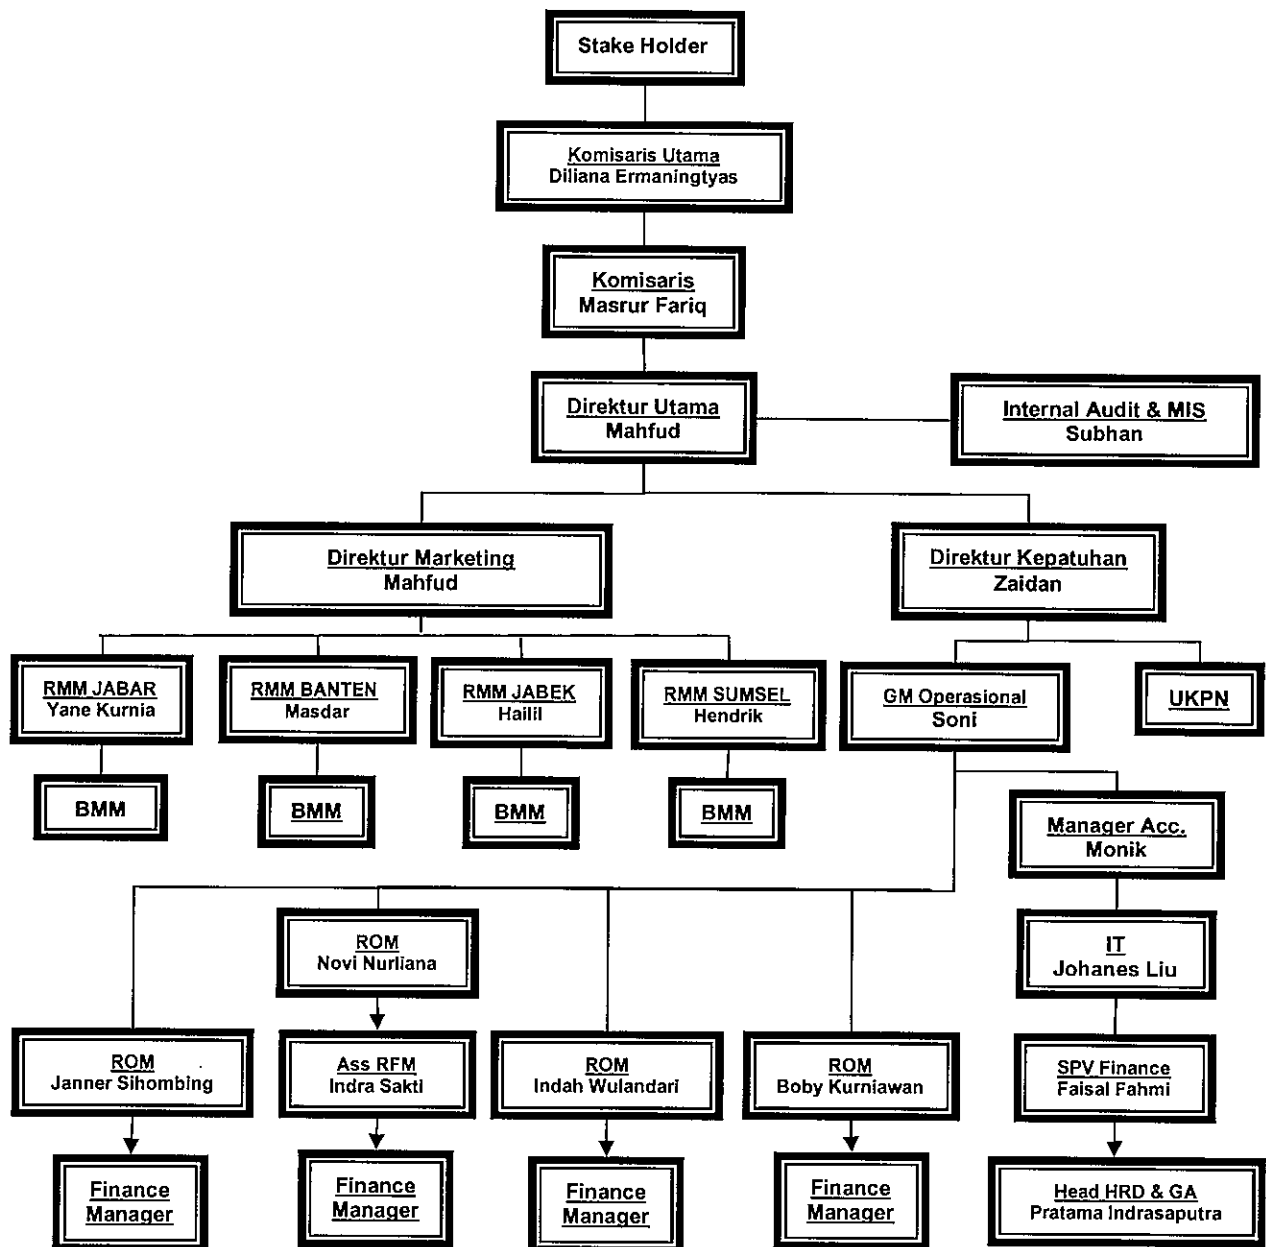 Stake Holder
Komisaris Utama
Diliana Ermaningtyas
Komisaris
Masrur Fariq
Direktur Utama
Mahfud
Internal Audit & MIS
Subhan
Direktur Marketing
Mahfud
Direktur Kepatuhan
Zaidan
RMM JABAR
Yane Kurnia
RMM BANTEN
Masdar
RMM JABEK
Hailil
RMM SUMSEL
Hendrik
GM Operasional
Soni
UKPN
BMM
BMM
BMM
BMM
Manager Acc.
Monik
ROM
Novi Nurliana
IT
Johanes Liu
ROM
Janner Sihombing
Ass RFM
Indra Sakti
ROM
Indah Wulandari
ROM
Boby Kurniawan
SPV Finance
Faisal Fahmi
Finance
Manager
Finance
Manager
Finance
Manager
Finance
Manager
Head HRD & GA
Pratama Indrasaputra